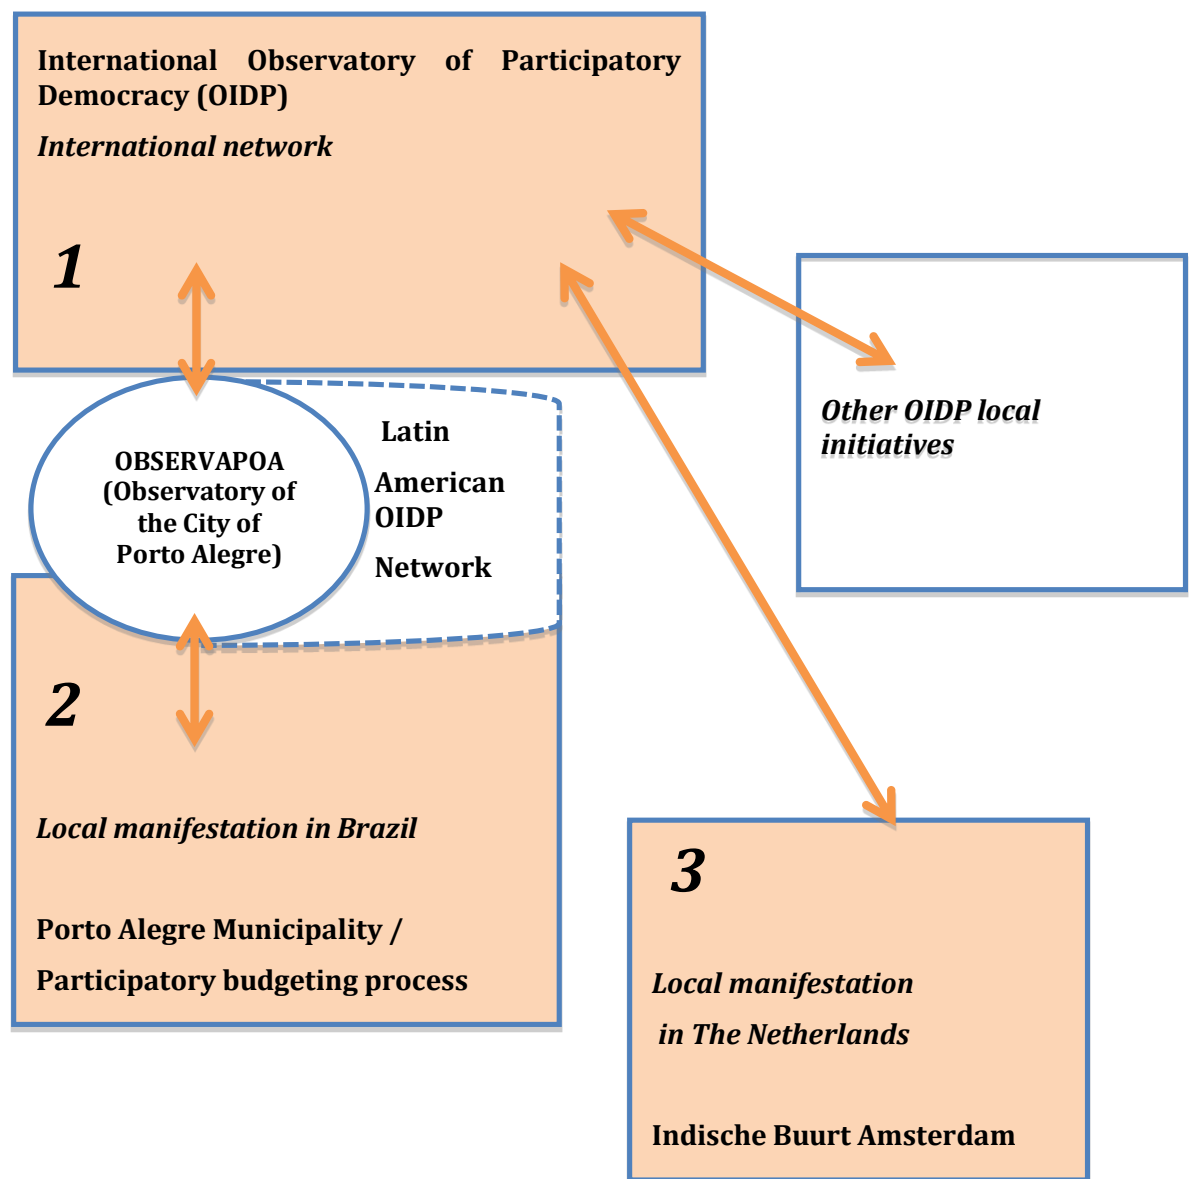 International Observatory of Participatory
Democracy (OIDP)
International network
1
OBSERVAPOA
(Observatory of
the City of
Porto Alegre)
Latin
American
OIDP
Network
Other OIDP local
initiatives
2
Local manifestation in Brazil
Porto Alegre Municipality /
Participatory budgeting process
3
Local manifestation
in The Netherlands
Indische Buurt Amsterdam